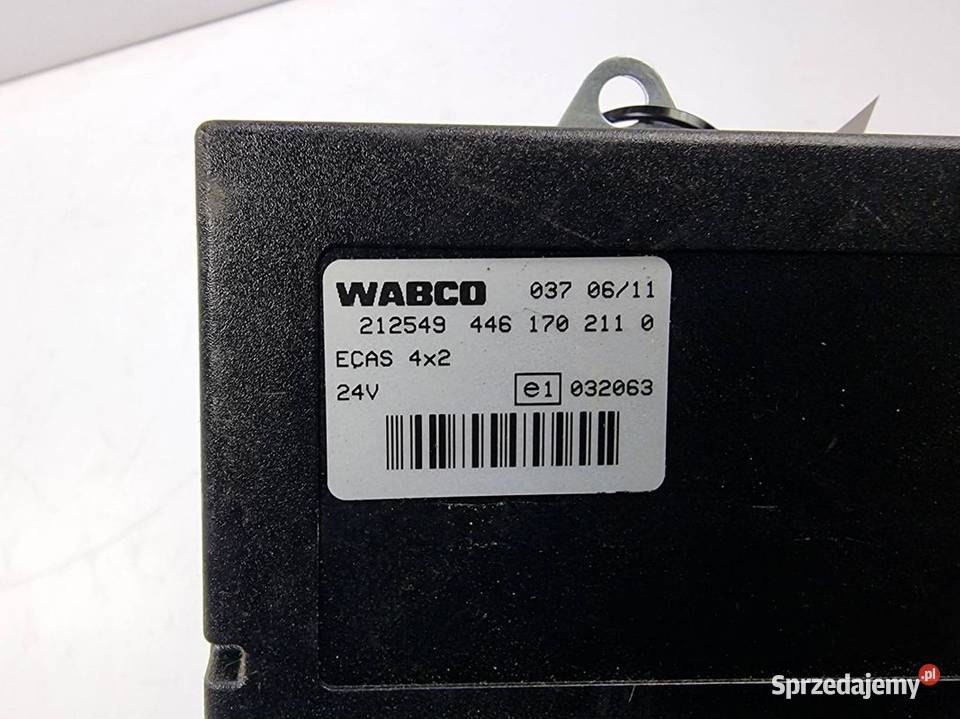 WABCO 037 06/11
212549 446 170 211 0
EÇAS 4x2
24V e1 032063
Sprzedajemy.pl